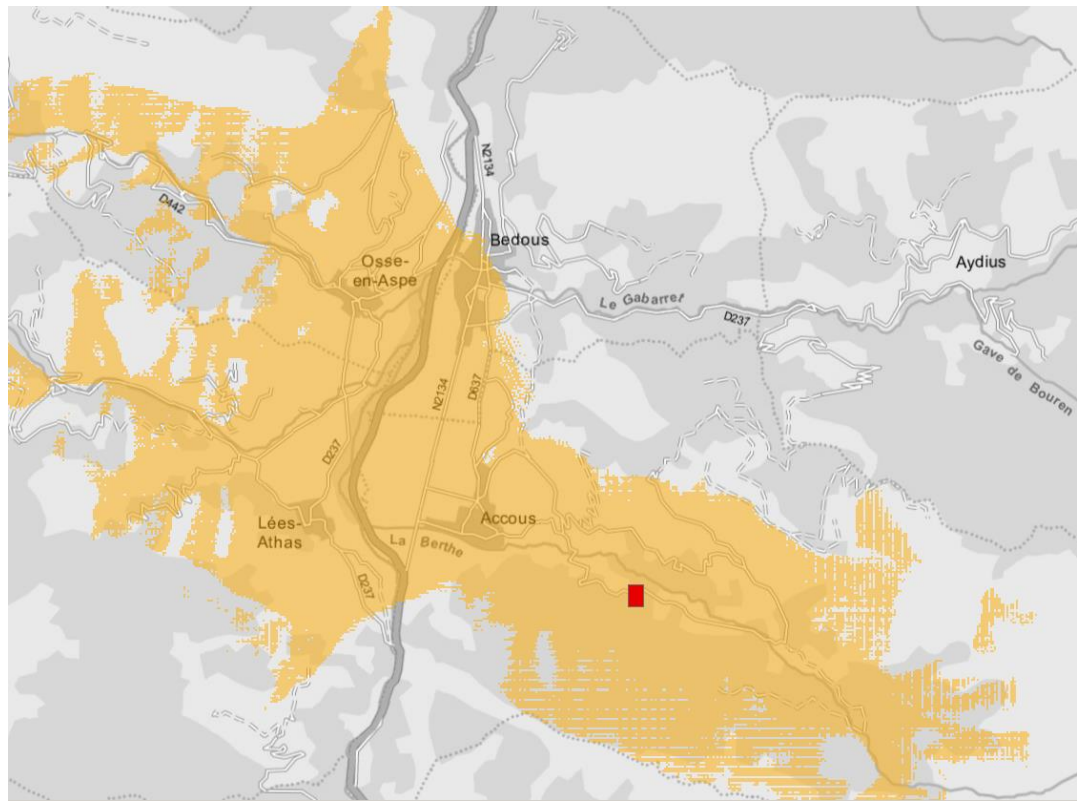 N2134
D442
Bedous
Osse-
en-Aspe
Aydius
Le Gabarret
D237
Gave de Bouren
N2134
D637
D237
Accous
Lées-
Athas
La Berthe
D237